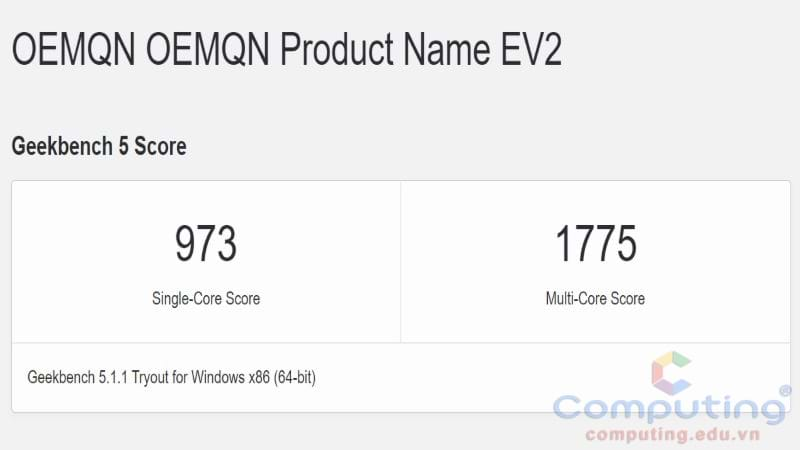 OEMQN OEMQN Product Name EV2
Geekbench 5 Score
973
1775
Single-Core Score
Multi-Core Score
Geekbench 5.1.1 Tryout for Windows x86 (64-bit)
Computing®
computing.edu.vn